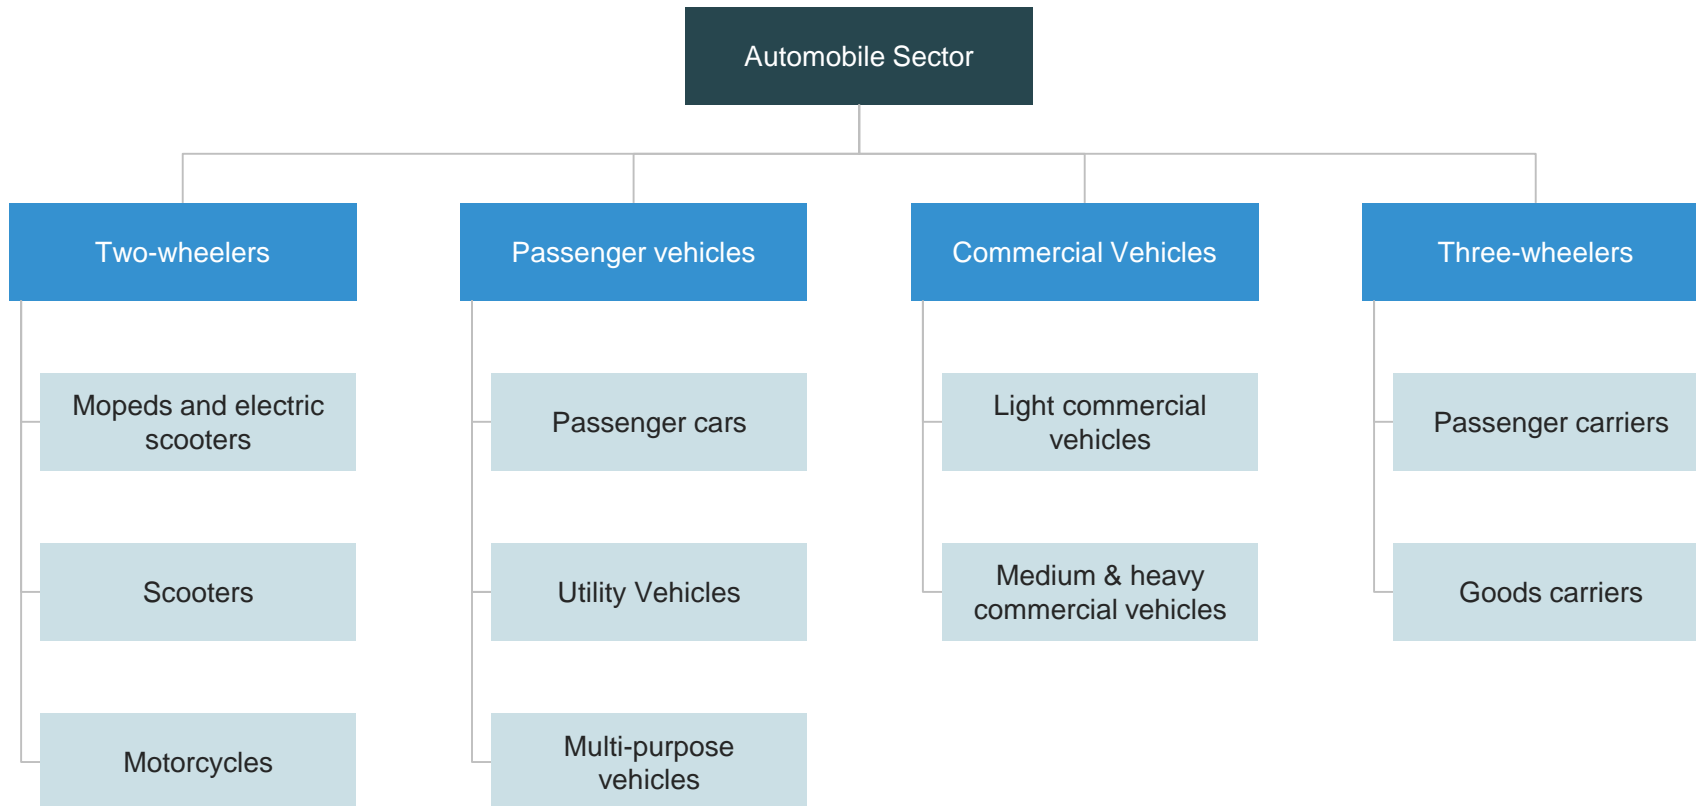 Automobile Sector
Two-wheelers
Passenger vehicles
Commercial Vehicles
Three-wheelers
Mopeds and electric
scooters
Passenger cars
Light commercial
vehicles
Passenger carriers
Scooters
Utility Vehicles
Medium & heavy
commercial vehicles
Goods carriers
Motorcycles
Multi-purpose
vehicles